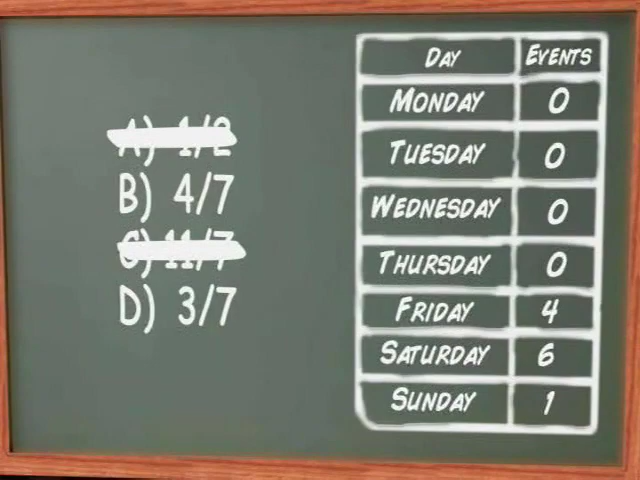 A) 1/2
B) 4/7
C) 11/7
D) 3/7
DAY EVENTS
MONDAY 0
TUESDAY 0
WEDNESDAY 0
THURSDAY 0
FRIDAY 4
SATURDAY 6
SUNDAY 1